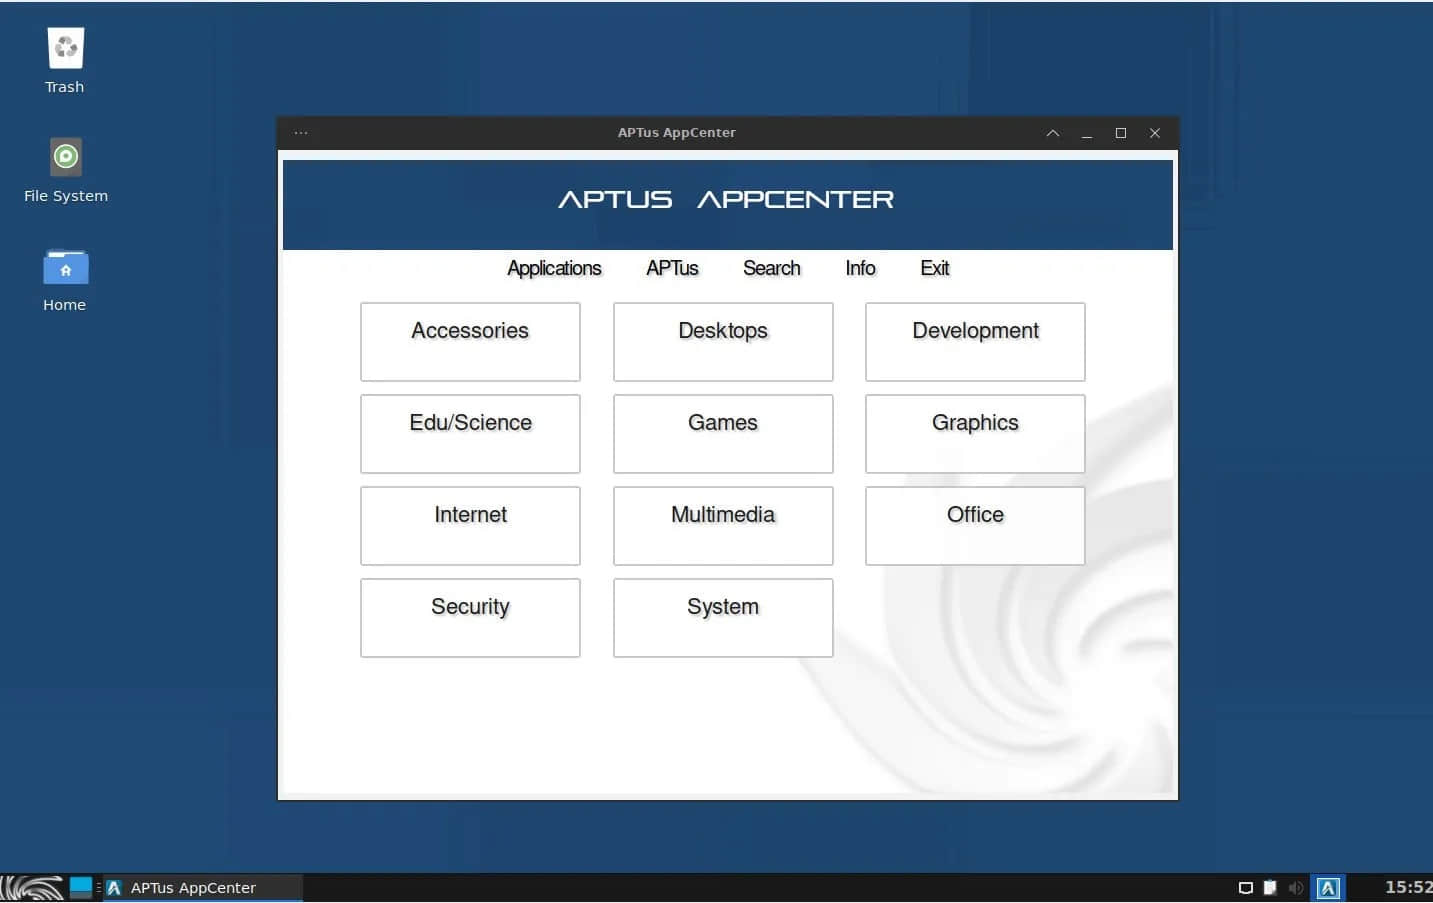 Trash
File System
Home
APTus AppCenter
APTUS APPCENTER
Applications APTus Search Info Exit
Accessories Desktops Development
Edu/Science Games Graphics
Internet Multimedia Office
Security System
APTus AppCenter
15:52